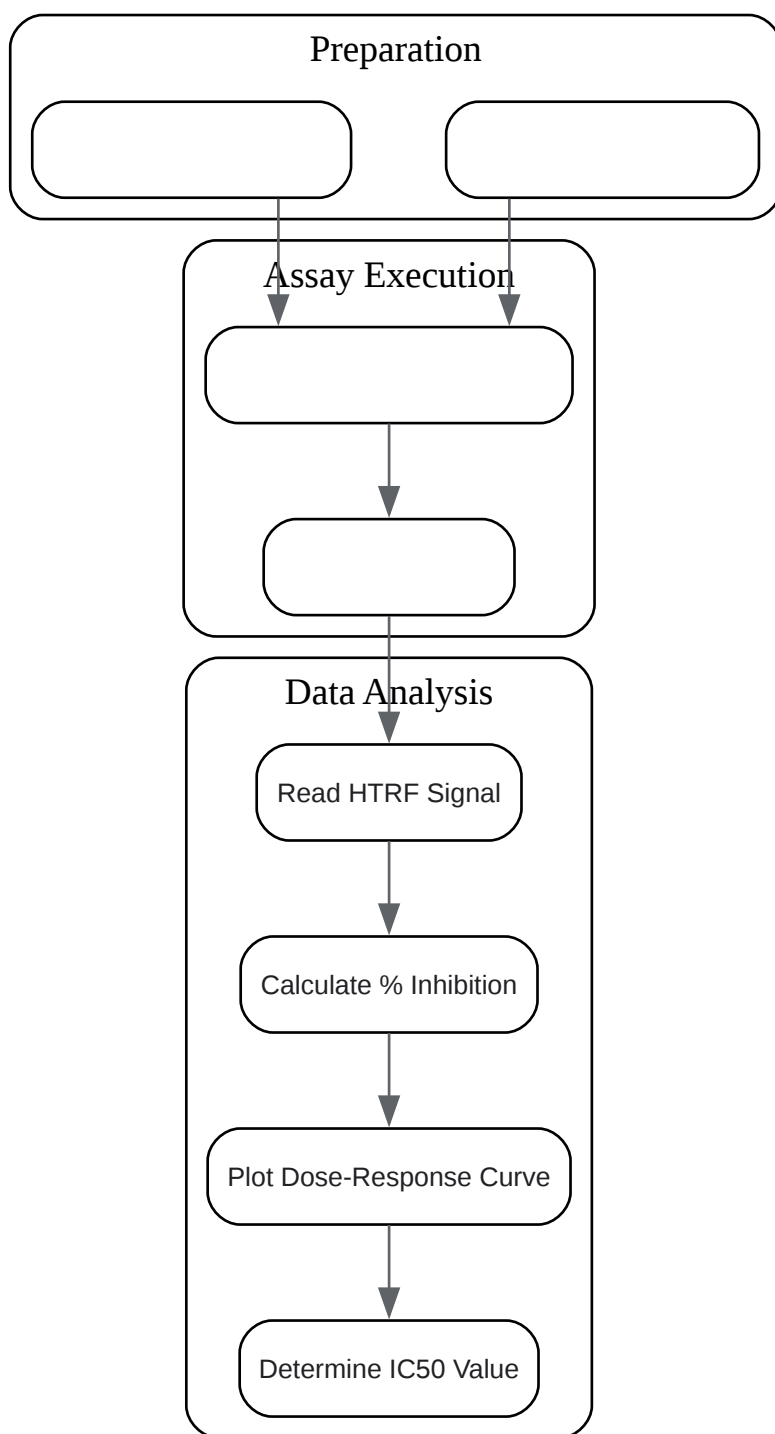 Preparation
Assay Execution
Data Analysis
Read HTRF Signal
Calculate % Inhibition
Plot Dose-Response Curve
Determine IC50 Value